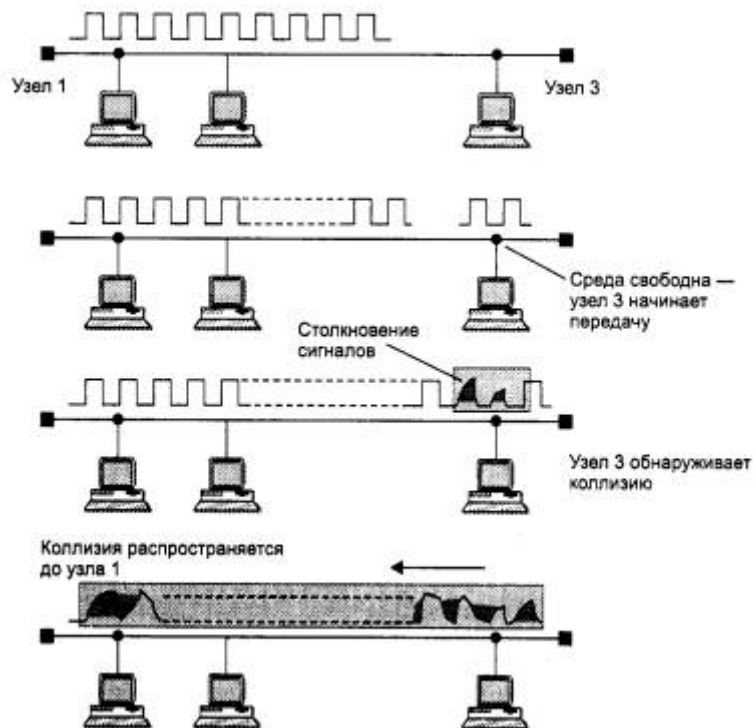 Узел 1
Узел 3
Среда свободна —
узел 3 начинает
передачу
Столкновение
сигналов
Узел 3 обнаруживает
коллизию
Коллизия распространяется
до узла 1